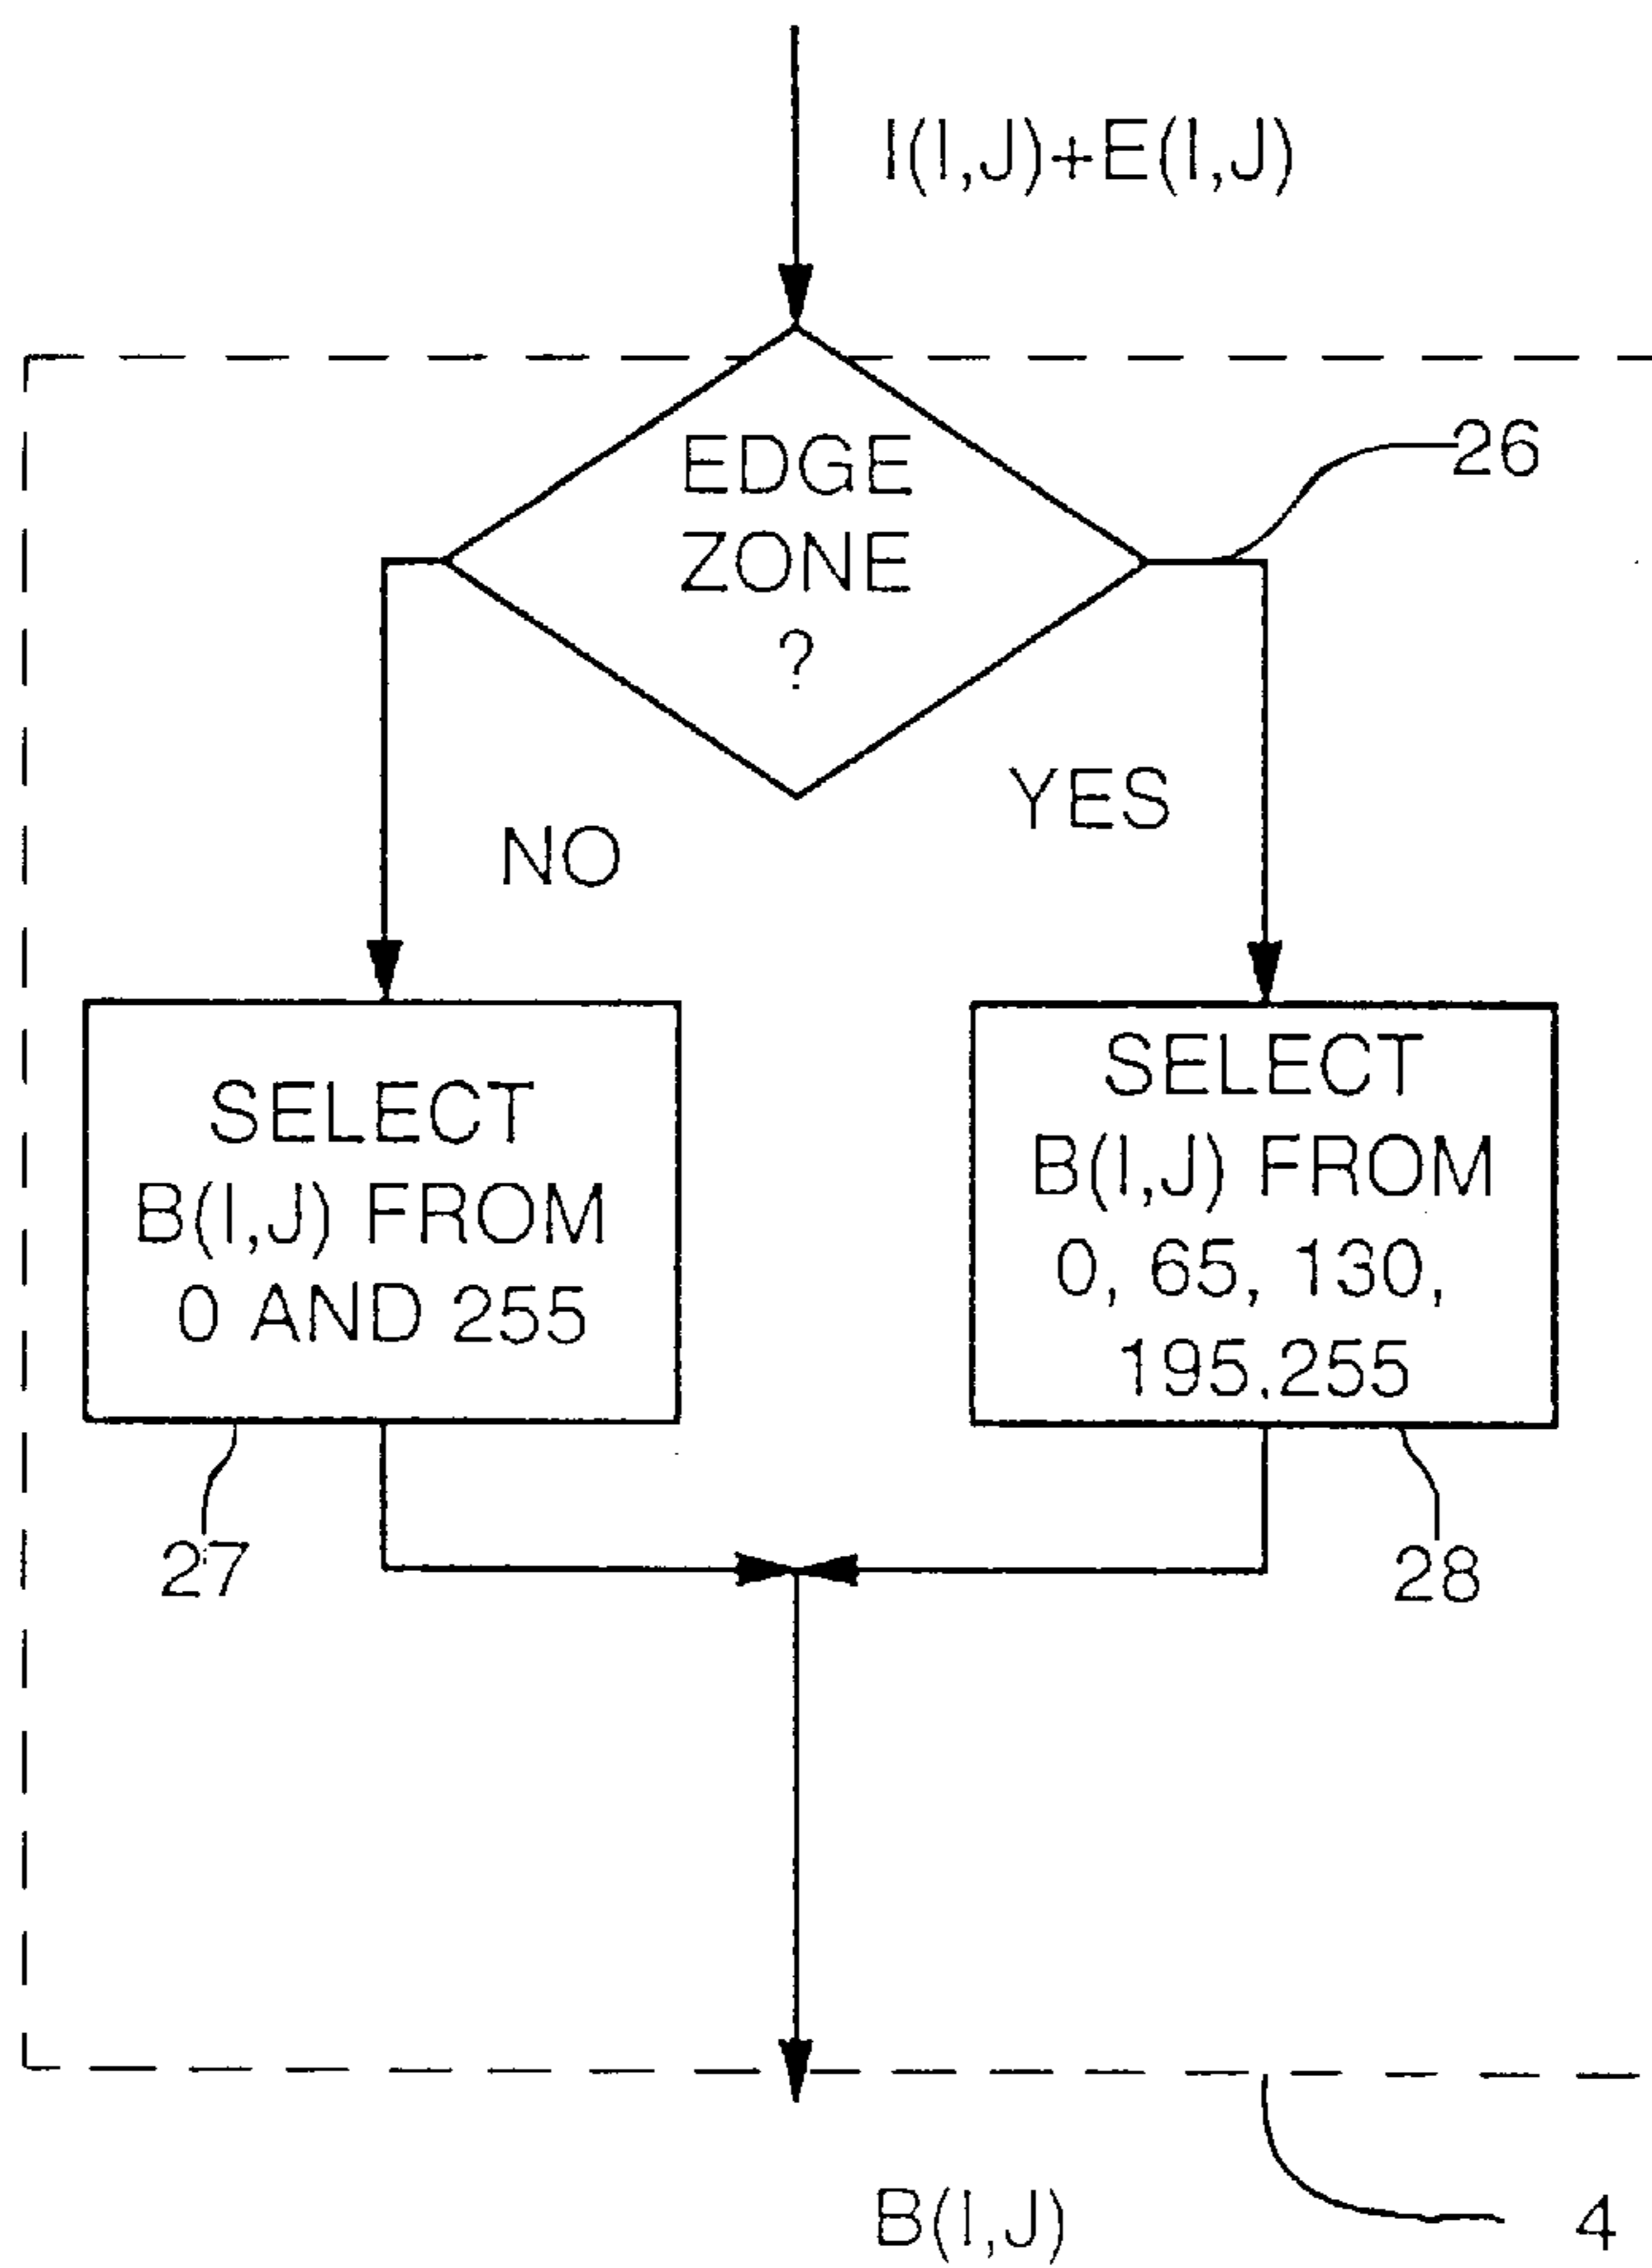 I(I,J)+E(I,J)
EDGE
ZONE
?
26
NO
YES
SELECT
B(I,J) FROM
0 AND 255
SELECT
B(I,J) FROM
0, 65, 130,
195,255
27
28
B(I,J)
4